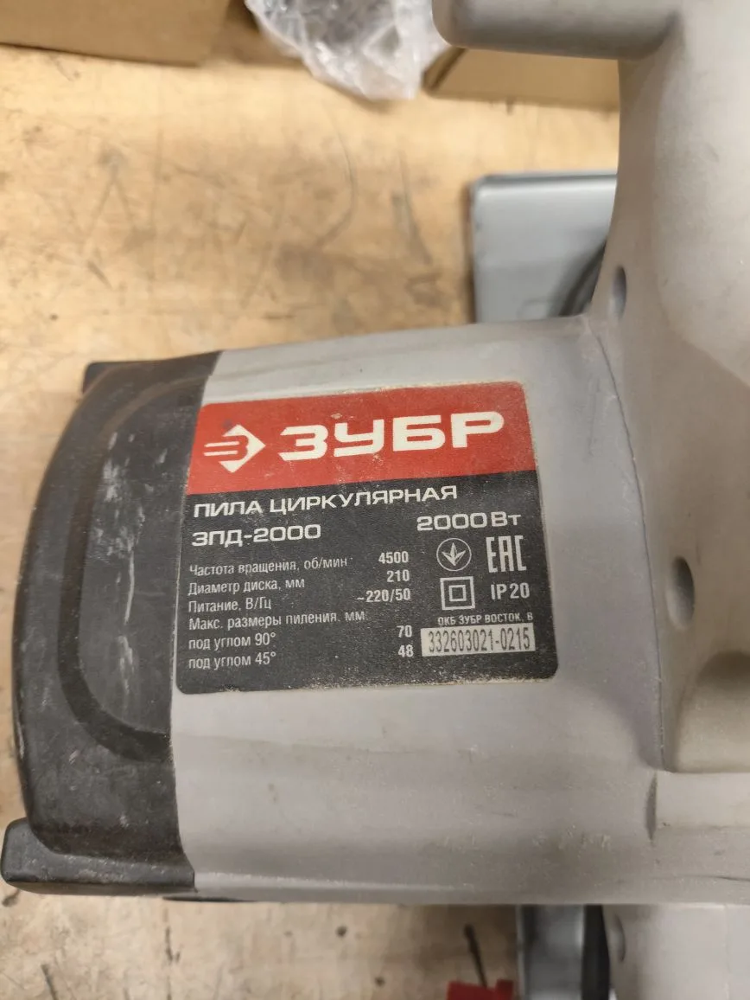 ЗУБР
ПИЛА ЦИРКУЛЯРНАЯ
ЗПД-2000 2000 Вт
Частота вращения, об/мин 4500
Диаметр диска, мм 210
Питание, В/Гц ~220/50
Макс. размеры пиления, мм:
под углом 90° 70
под углом 45° 48
EAC
IP20
ОКБ ЗУБР ВОСТОК, В
332603021-0215